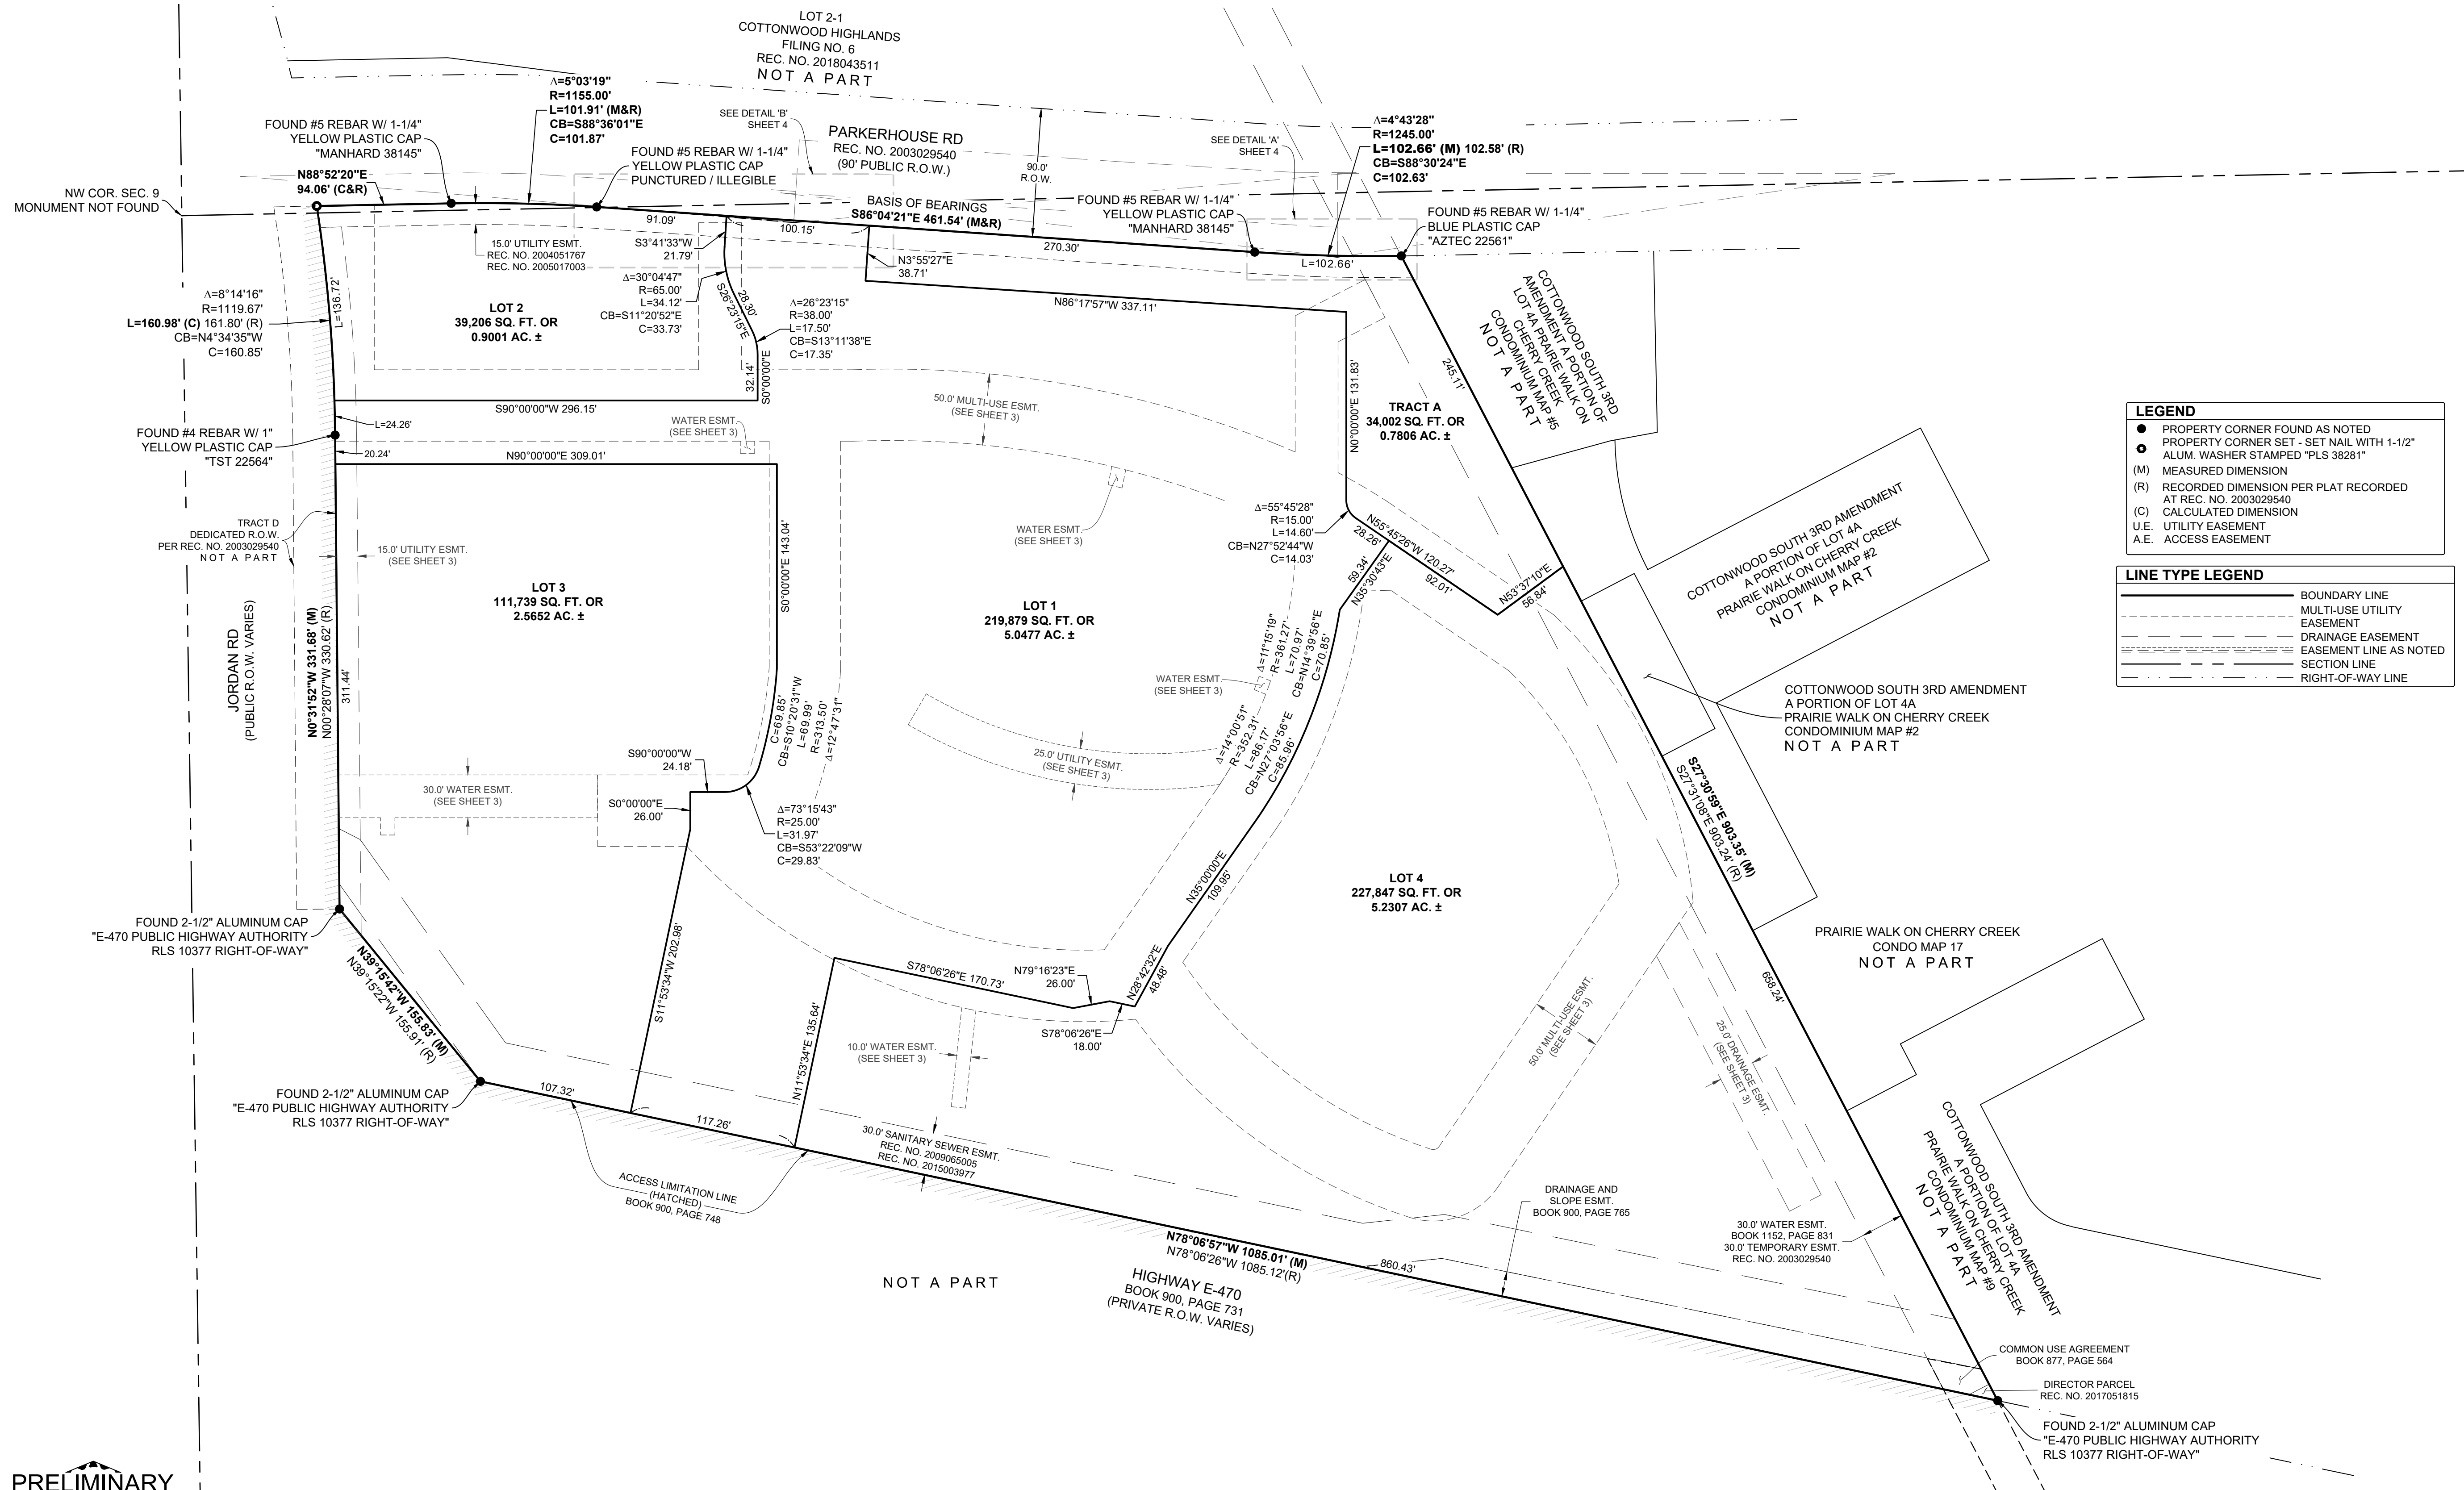 LOT 2-1
COTTONWOOD HIGHLANDS
FILING NO. 6
REC. NO. 2018043511
NOT A PART
Δ=5°03'19"
R=1155.00'
L=101.91' (M&R)
CB=S88°36'01"E
C=101.87'
FOUND #5 REBAR W/ 1-1/4"
YELLOW PLASTIC CAP
"MANHARD 38145"
N88°52'20"E
94.06' (C&R)
NW COR. SEC. 9
MONUMENT NOT FOUND
FOUND #5 REBAR W/ 1-1/4"
YELLOW PLASTIC CAP
PUNCTURED / ILLEGIBLE
SEE DETAIL 'B'
SHEET 4
PARKERHOUSE RD
REC. NO. 2003029540
(90' PUBLIC R.O.W.)
90.0'
R.O.W.
SEE DETAIL 'A'
SHEET 4
Δ=4°43'28"
R=1245.00'
L=102.66' (M) 102.58' (R)
CB=S88°30'24"E
C=102.63'
BASIS OF BEARINGS
S86°04'21"E 461.54' (M&R)
91.09'
100.15'
270.30'
L=102.66'
FOUND #5 REBAR W/ 1-1/4"
YELLOW PLASTIC CAP
"MANHARD 38145"
FOUND #5 REBAR W/ 1-1/4"
BLUE PLASTIC CAP
"AZTEC 22561"
15.0' UTILITY ESMT.
REC. NO. 2004051767
REC. NO. 2005017003
S3°41'33"W
21.79'
N3°55'27"E
38.71'
Δ=30°04'47"
R=65.00'
L=34.12'
CB=S11°20'52"E
C=33.73'
28.30'
S26°23'15"E
Δ=26°23'15"
R=38.00'
L=17.50'
CB=S13°11'38"E
C=17.35'
N86°17'57"W 337.11'
Δ=8°14'16"
R=1119.67'
L=160.98' (C) 161.80' (R)
CB=N4°34'35"W
C=160.85'
L=136.72'
LOT 2
39,206 SQ. FT. OR
0.9001 AC. ±
32.14'
S0°00'00"E
S90°00'00"W 296.15'
L=24.26'
20.24'
FOUND #4 REBAR W/ 1"
YELLOW PLASTIC CAP
"TST 22564"
N90°00'00"E 309.01'
WATER ESMT.
(SEE SHEET 3)
50.0' MULTI-USE ESMT.
(SEE SHEET 3)
N0°00'00"E 131.83'
TRACT A
34,002 SQ. FT. OR
0.7806 AC. ±
245.11'
COTTONWOOD SOUTH 3RD
AMENDMENT A PORTION OF
LOT 4A PRAIRIE WALK ON
CHERRY CREEK
CONDOMINIUM MAP #5
NOT A PART
LEGEND
PROPERTY CORNER FOUND AS NOTED
PROPERTY CORNER SET - SET NAIL WITH 1-1/2"
ALUM. WASHER STAMPED "PLS 38281"
(M) MEASURED DIMENSION
(R) RECORDED DIMENSION PER PLAT RECORDED
AT REC. NO. 2003029540
(C) CALCULATED DIMENSION
U.E. UTILITY EASEMENT
A.E. ACCESS EASEMENT
LINE TYPE LEGEND
BOUNDARY LINE
MULTI-USE UTILITY
EASEMENT
DRAINAGE EASEMENT
EASEMENT LINE AS NOTED
SECTION LINE
RIGHT-OF-WAY LINE
TRACT D
DEDICATED R.O.W.
PER REC. NO. 2003029540
NOT A PART
15.0' UTILITY ESMT.
(SEE SHEET 3)
JORDAN RD
(PUBLIC R.O.W. VARIES)
N0°31'52"W 331.68' (M)
N00°28'07"W 330.62' (R)
311.44'
LOT 3
111,739 SQ. FT. OR
2.5652 AC. ±
S0°00'00"E 143.04'
WATER ESMT.
(SEE SHEET 3)
LOT 1
219,879 SQ. FT. OR
5.0477 AC. ±
Δ=55°45'28"
R=15.00'
L=14.60'
CB=N27°52'44"W
C=14.03'
N55°45'26"W 120.27'
28.26'
92.01'
59.34'
N35°30'43"E
N53°37'10"E
56.84'
Δ=11°15'19"
R=361.27'
L=70.97'
CB=N14°39'56"E
C=70.85'
WATER ESMT.
(SEE SHEET 3)
Δ=14°00'51"
R=352.31'
L=86.17'
CB=N27°03'56"E
C=85.96'
C=69.85'
CB=S10°20'31"W
L=69.99'
R=313.50'
Δ=12°47'31"
25.0' UTILITY ESMT.
(SEE SHEET 3)
S90°00'00"W
24.18'
S0°00'00"E
26.00'
30.0' WATER ESMT.
(SEE SHEET 3)
Δ=73°15'43"
R=25.00'
L=31.97'
CB=S53°22'09"W
C=29.83'
COTTONWOOD SOUTH 3RD AMENDMENT
A PORTION OF LOT 4A
PRAIRIE WALK ON CHERRY CREEK
CONDOMINIUM MAP #2
NOT A PART
COTTONWOOD SOUTH 3RD AMENDMENT
A PORTION OF LOT 4A
PRAIRIE WALK ON CHERRY CREEK
CONDOMINIUM MAP #2
NOT A PART
S27°30'59"E 903.35' (M)
S27°31'08"E 903.24' (R)
N35°00'00"E
109.95'
LOT 4
227,847 SQ. FT. OR
5.2307 AC. ±
FOUND 2-1/2" ALUMINUM CAP
"E-470 PUBLIC HIGHWAY AUTHORITY
RLS 10377 RIGHT-OF-WAY"
N39°15'42"W 155.83' (M)
N39°15'22"W 155.91' (R)
S11°53'34"W 202.98'
N11°53'34"E 135.64'
S78°06'26"E 170.73'
N79°16'23"E
26.00'
N28°42'32"E
48.48'
S78°06'26"E
18.00'
10.0' WATER ESMT.
(SEE SHEET 3)
50.0' MULTI-USE ESMT.
(SEE SHEET 3)
25.0' DRAINAGE ESMT.
(SEE SHEET 3)
PRAIRIE WALK ON CHERRY CREEK
CONDO MAP 17
NOT A PART
658.24'
FOUND 2-1/2" ALUMINUM CAP
"E-470 PUBLIC HIGHWAY AUTHORITY
RLS 10377 RIGHT-OF-WAY"
107.32'
117.26'
30.0' SANITARY SEWER ESMT.
REC. NO. 2009065005
REC. NO. 2015003977
ACCESS LIMITATION LINE
(HATCHED)
BOOK 900, PAGE 748
COTTONWOOD SOUTH 3RD AMENDMENT
A PORTION OF LOT 4A
PRAIRIE WALK ON CHERRY CREEK
CONDOMINIUM MAP #9
NOT A PART
DRAINAGE AND
SLOPE ESMT.
BOOK 900, PAGE 765
30.0' WATER ESMT.
BOOK 1152, PAGE 831
30.0' TEMPORARY ESMT.
REC. NO. 2003029540
N78°06'57"W 1085.01' (M)
N78°06'26"W 1085.12'(R)
860.43'
NOT A PART
HIGHWAY E-470
BOOK 900, PAGE 731
(PRIVATE R.O.W. VARIES)
COMMON USE AGREEMENT
BOOK 877, PAGE 564
DIRECTOR PARCEL
REC. NO. 2017051815
FOUND 2-1/2" ALUMINUM CAP
"E-470 PUBLIC HIGHWAY AUTHORITY
RLS 10377 RIGHT-OF-WAY"
PRELIMINARY